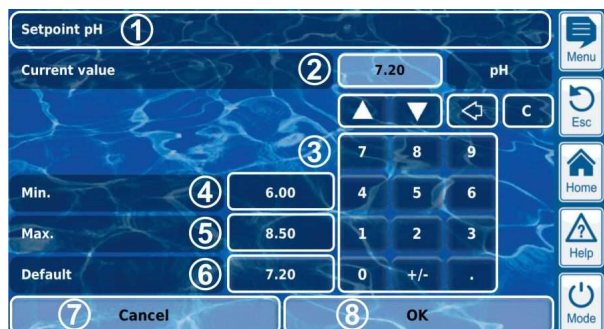 Setpoint pH ①
Menu
Current value ② 7.20 pH
C
Esc
③ 7 8 9
Home
Min. ④ 6.00 4 5 6
Max. ⑤ 8.50 1 2 3
Help
Default ⑥ 7.20 0 +/- .
⑦ Cancel ⑧ OK
Mode